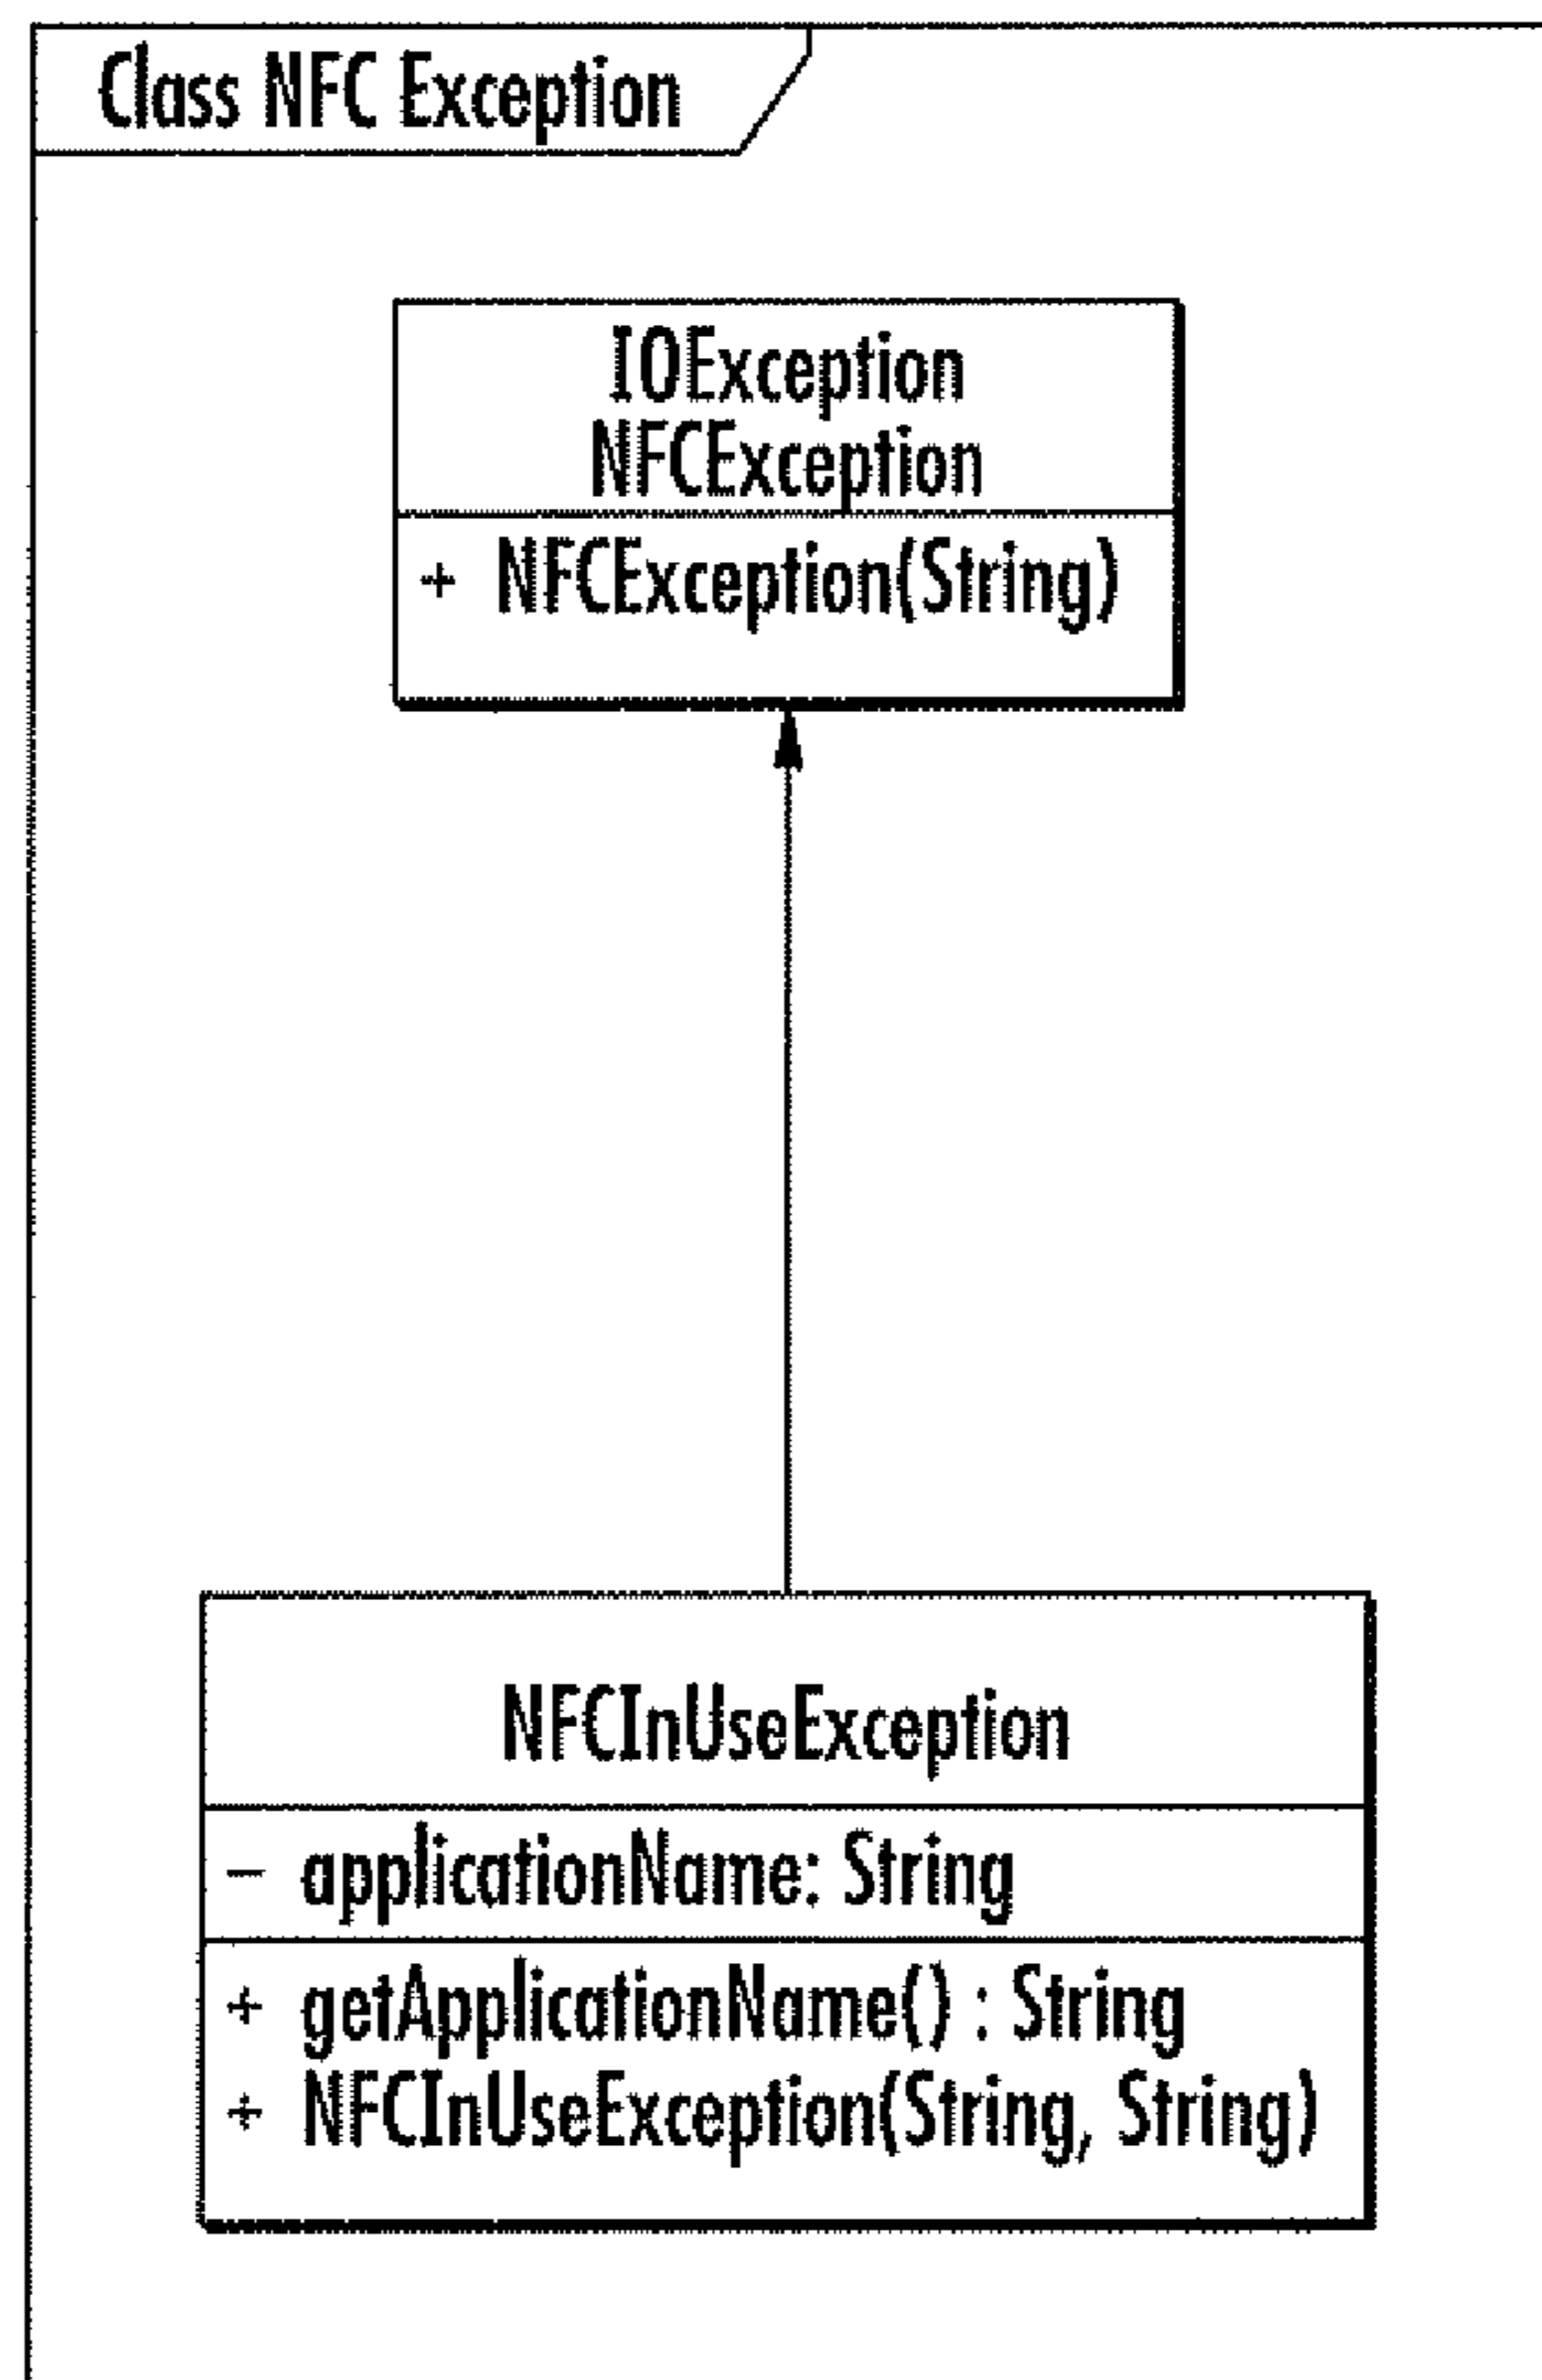 Class NFC Exception
IOException
NFCException
+ NFCException(String)
NFCInUseException
– applicationName: String
+ getApplicationName() : String
+ NFCInUseException(String, String)